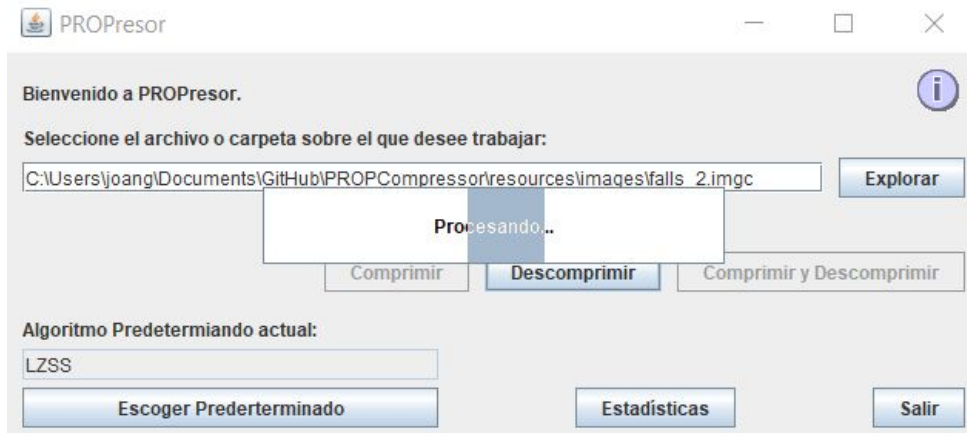 PROPresor
Bienvenido a PROPresor.
Seleccione el archivo o carpeta sobre el que desee trabajar:
C:\Users\joang\Documents\GitHub\PROPCompressor\resources\images\falls_2.imgc
Explorar
Procesando...
Comprimir
Descomprimir
Comprimir y Descomprimir
Algoritmo Predetermiando actual:
LZSS
Escoger Prederterminado
Estadísticas
Salir